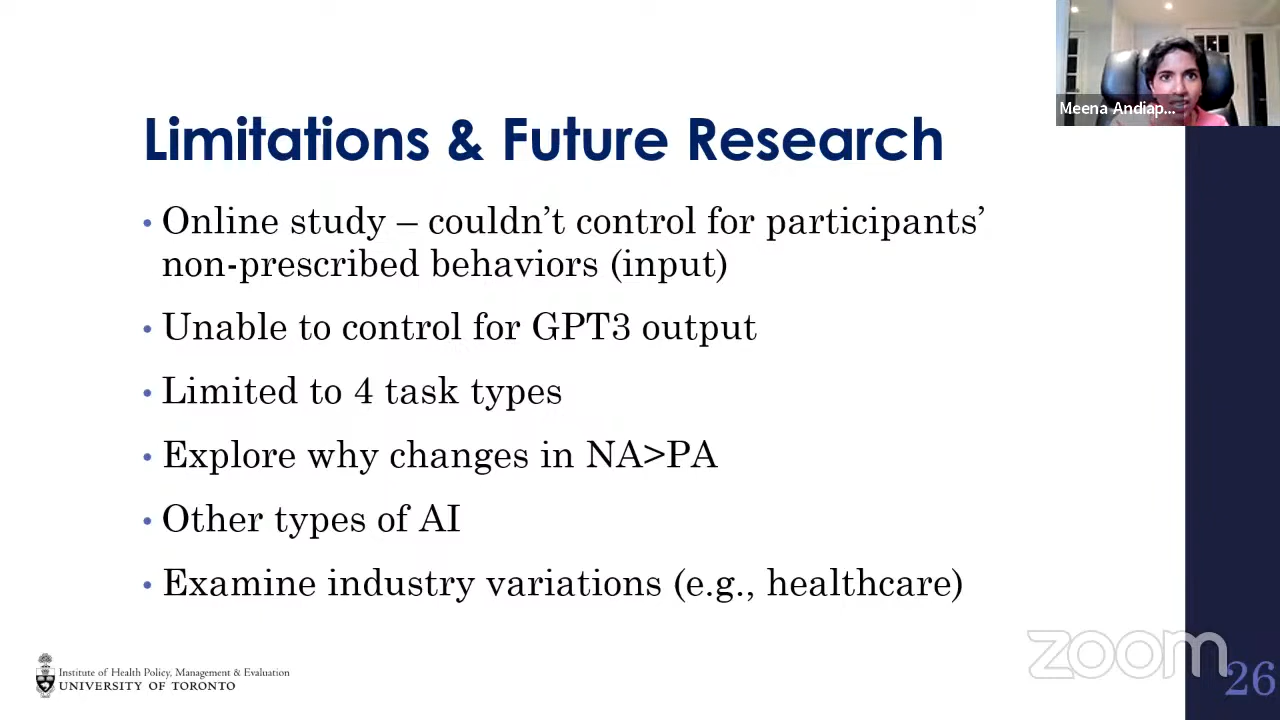 Meena Andiap...
Limitations & Future Research
• Online study – couldn't control for participants'
non-prescribed behaviors (input)
• Unable to control for GPT3 output
• Limited to 4 task types
• Explore why changes in NA>PA
• Other types of AI
• Examine industry variations (e.g., healthcare)
Institute of Health Policy, Management & Evaluation
UNIVERSITY OF TORONTO
zoom
26